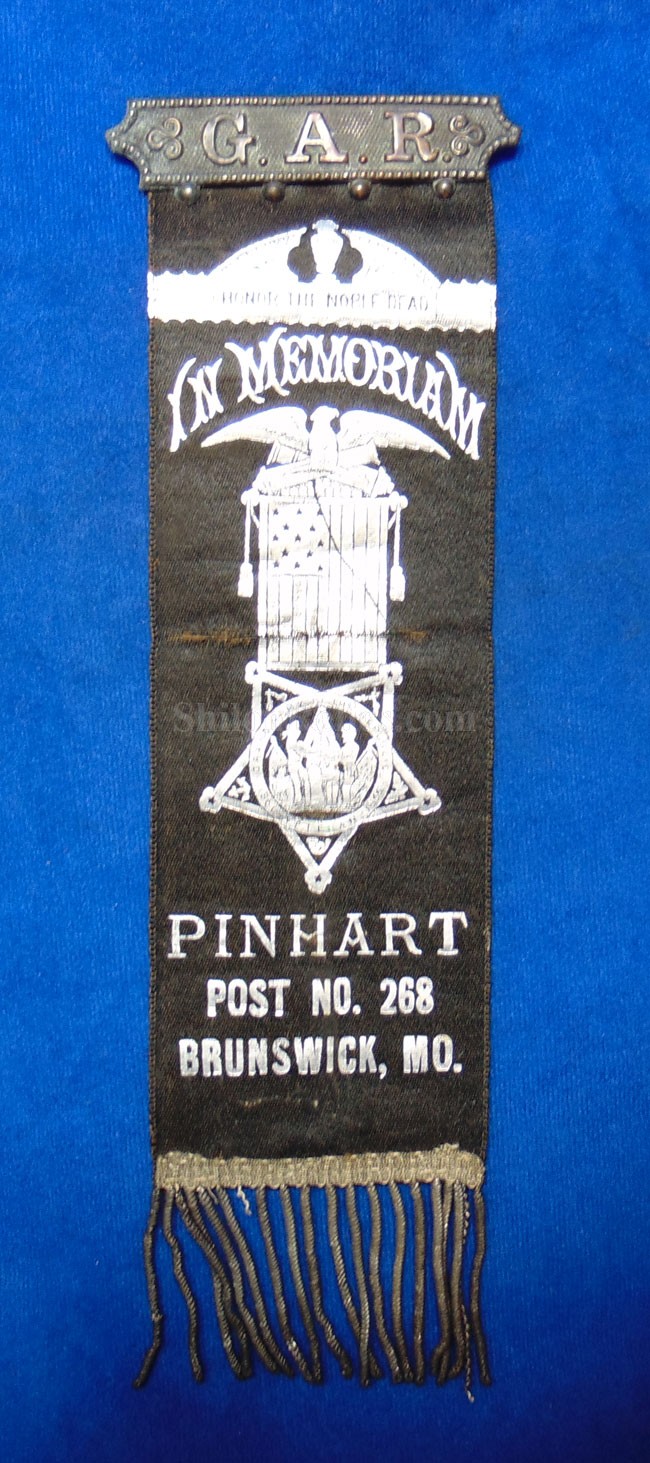 G.A.R.
HONOR THE NOBLE DEAD
IN MEMORIAM
PINHART
POST NO. 268
BRUNSWICK, MO.